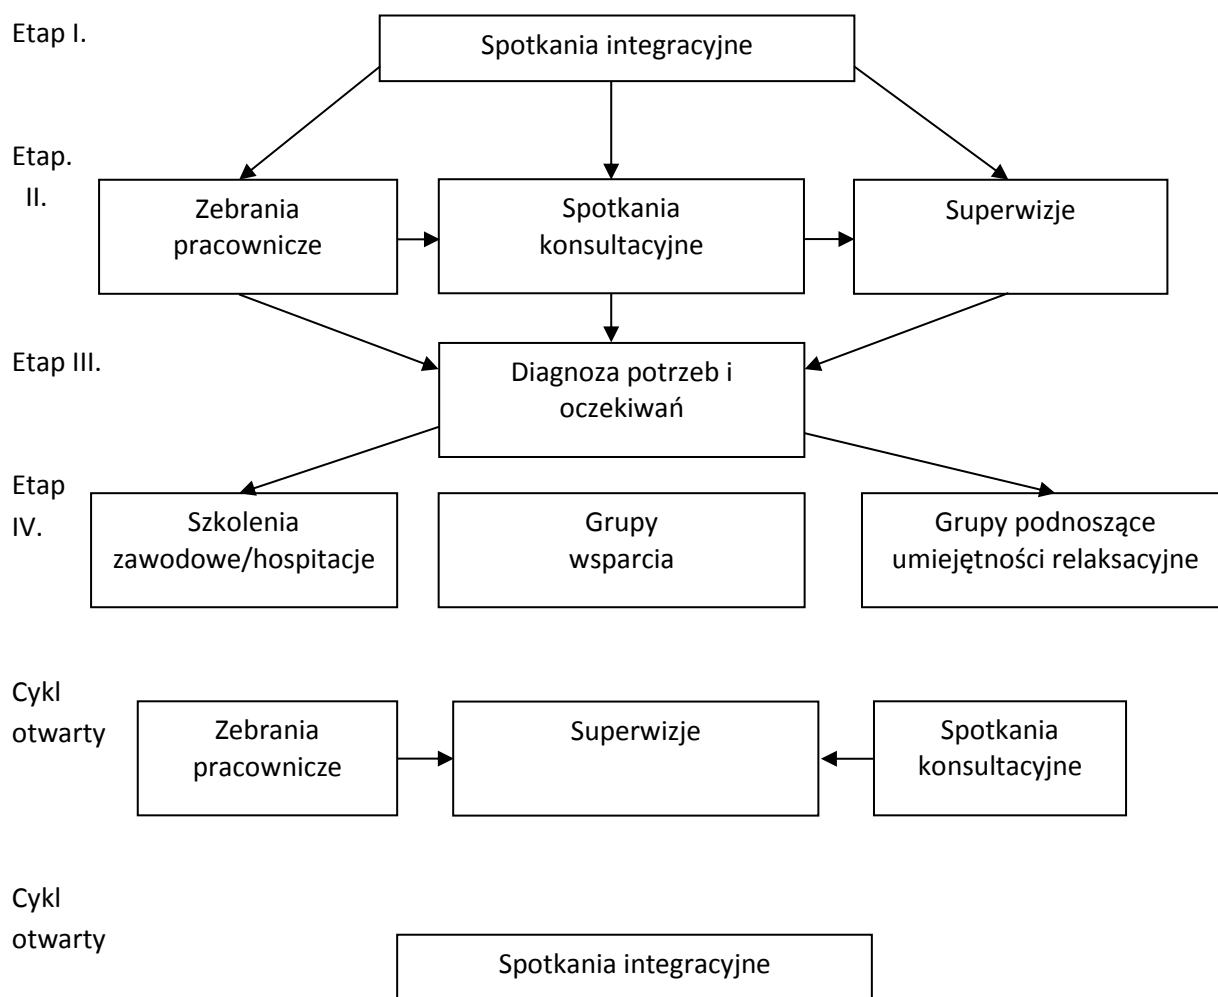 Etap I.
Spotkania integracyjne
Etap.
II.
Zebrania
pracownicze
Spotkania
konsultacyjne
Superwizje
Etap III.
Diagnoza potrzeb i
oczekiwań
Etap
IV.
Szkolenia
zawodowe/hospitacje
Grupy
wsparcia
Grupy podnoszące
umiejętności relaksacyjne
Cykl
otwarty
Zebrania
pracownicze
Superwizje
Spotkania
konsultacyjne
Cykl
otwarty
Spotkania integracyjne